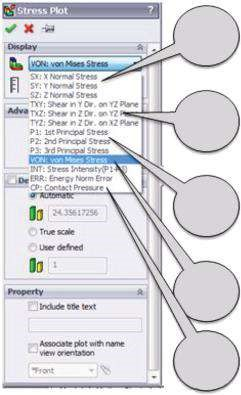 Stress Plot
?
Display
VON: von Mises Stress
SX: X Normal Stress
SY: Y Normal Stress
SZ: Z Normal Stress
TXY: Shear in Y Dir. on YZ Plane
TXZ: Shear in Z Dir. on YZ Plane
TYZ: Shear in Z Dir. on XZ Plane
Adva
P1: 1st Principal Stress
P2: 2nd Principal Stress
P3: 3rd Principal Stress
VON: von Mises Stress
INT: Stress Intensity(P1-
ERR: Energy Norm Error
De
CP: Contact Pressure
Automatic
24.35617256
True scale
User defined
1
Property
Include title text
Associate plot with name
view orientation
*Front